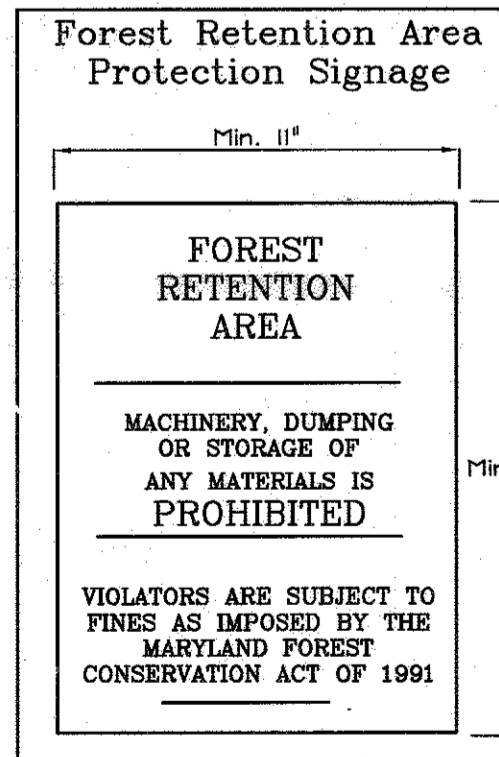 Forest Retention Area
Protection Signage
Min. 11"
FOREST
RETENTION
AREA
MACHINERY, DUMPING
OR STORAGE OF
ANY MATERIALS IS
PROHIBITED
Min
VIOLATORS ARE SUBJECT TO
FINES AS IMPOSED BY THE
MARYLAND FOREST
CONSERVATION ACT OF 1991